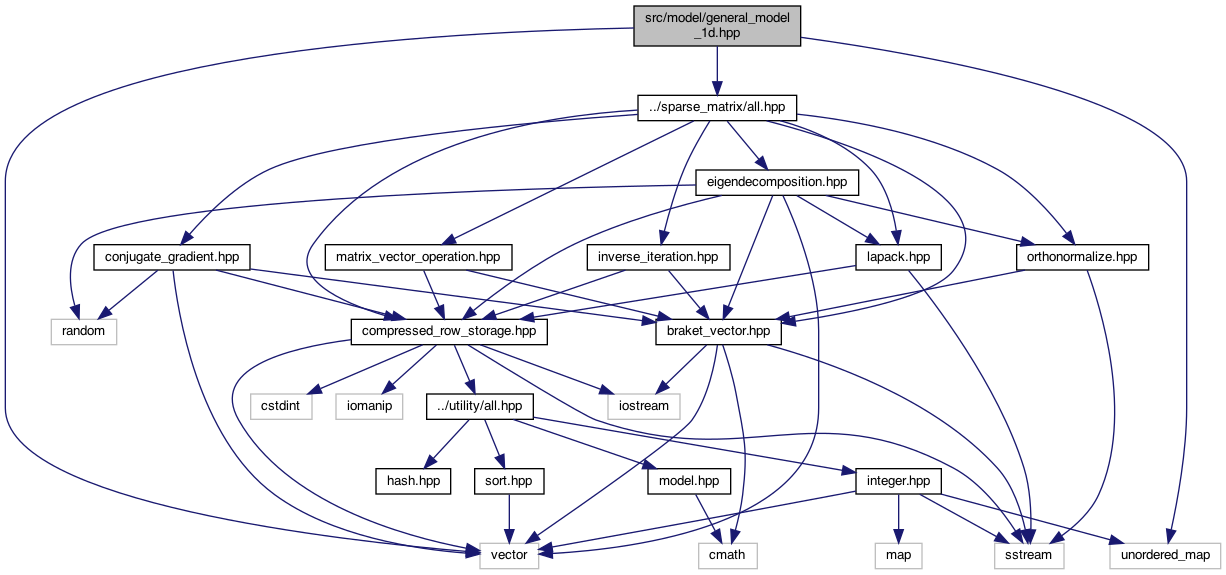 src/model/general_model
_1d.hpp
../sparse_matrix/all.hpp
eigendecomposition.hpp
conjugate_gradient.hpp
matrix_vector_operation.hpp
inverse_iteration.hpp
lapack.hpp
orthonormalize.hpp
random
compressed_row_storage.hpp
braket_vector.hpp
cstdint
iomanip
../utility/all.hpp
iostream
hash.hpp
sort.hpp
model.hpp
integer.hpp
vector
cmath
map
sstream
unordered_map